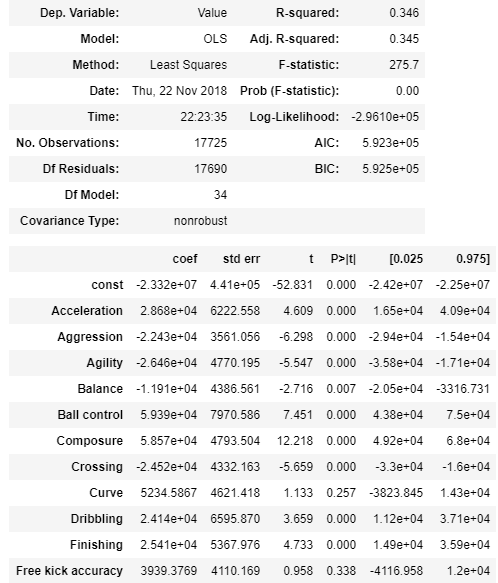 Dep. Variable: Value R-squared: 0.346
Model: OLS Adj. R-squared: 0.345
Method: Least Squares F-statistic: 275.7
Date: Thu, 22 Nov 2018 Prob (F-statistic): 0.00
Time: 22:23:35 Log-Likelihood: -2.9610e+05
No. Observations: 17725 AIC: 5.923e+05
Df Residuals: 17690 BIC: 5.925e+05
Df Model: 34
Covariance Type: nonrobust
coef std err t P>|t| [0.025 0.975]
const -2.332e+07 4.41e+05 -52.831 0.000 -2.42e+07 -2.25e+07
Acceleration 2.868e+04 6222.558 4.609 0.000 1.65e+04 4.09e+04
Aggression -2.243e+04 3561.056 -6.298 0.000 -2.94e+04 -1.54e+04
Agility -2.646e+04 4770.195 -5.547 0.000 -3.58e+04 -1.71e+04
Balance -1.191e+04 4386.561 -2.716 0.007 -2.05e+04 -3316.731
Ball control 5.939e+04 7970.586 7.451 0.000 4.38e+04 7.5e+04
Composure 5.857e+04 4793.504 12.218 0.000 4.92e+04 6.8e+04
Crossing -2.452e+04 4332.163 -5.659 0.000 -3.3e+04 -1.6e+04
Curve 5234.5867 4621.418 1.133 0.257 -3823.845 1.43e+04
Dribbling 2.414e+04 6595.870 3.659 0.000 1.12e+04 3.71e+04
Finishing 2.541e+04 5367.976 4.733 0.000 1.49e+04 3.59e+04
Free kick accuracy 3939.3769 4110.169 0.958 0.338 -4116.958 1.2e+04